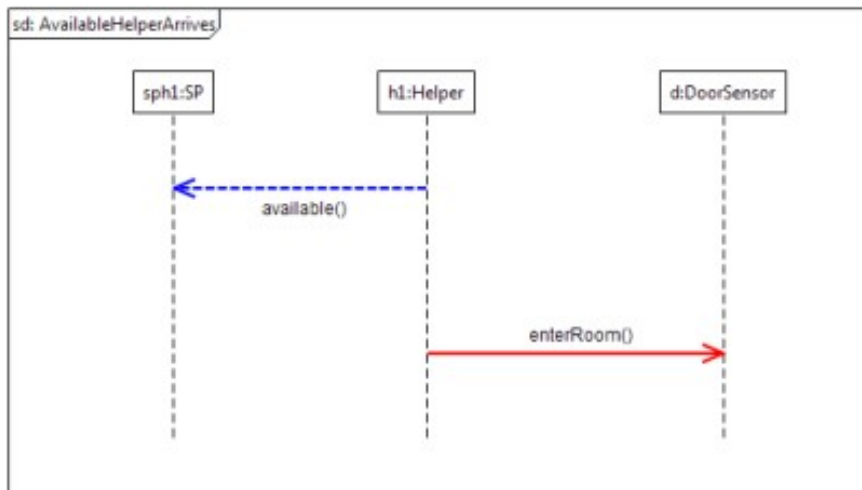 sd: AvailableHelperArrives
sph1:SP
h1:Helper
d:DoorSensor
available()
enterRoom()